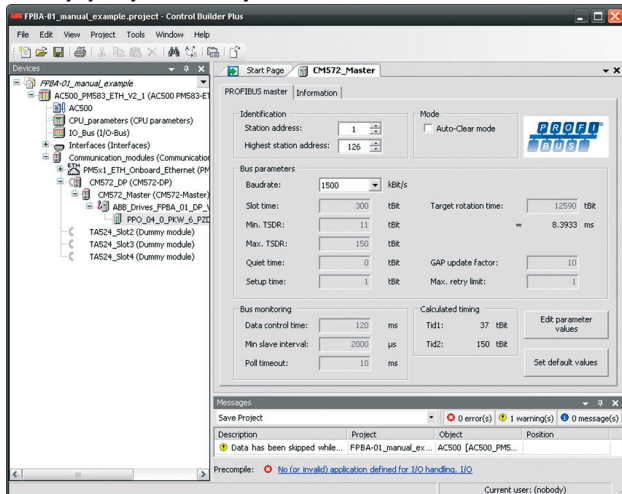 ABB FPBA-01_manual_example.project - Control Builder Plus
File Edit View Project Tools Window Help
Devices
FPBA-01_manual_example
AC500_PM583_ETH_V2_1 (AC500 PM583-ET
AC500
CPU_parameters (CPU parameters)
IO_Bus (I/O-Bus)
Interfaces (Interfaces)
Communication_modules (Communication
PM5x1_ETH_Onboard_Ethernet (PM
CM572_DP (CM572-DP)
CM572_Master (CM572-Master)
ABB_Drives_FPBA_01_DP_V
PPO_04_0_PKW_6_PZD
TA524_Slot2 (Dummy module)
TA524_Slot3 (Dummy module)
TA524_Slot4 (Dummy module)
Start Page CM572_Master
PROFIBUS master Information
Identification
Station address: 1
Highest station address: 126
Mode
Auto-Clear mode
PROFI
BUS
Bus parameters
Baudrate: 1500 kBit/s
Slot time: 300 tBit Target rotation time: 12590 tBit
Min. TSDR: 11 tBit = 8.3933 ms
Max. TSDR: 150 tBit
Quiet time: 0 tBit GAP update factor: 10
Setup time: 1 tBit Max. retry limit: 1
Bus monitoring
Data control time: 120 ms
Min slave interval: 2000 µs
Poll timeout: 10 ms
Calculated timing
Tid1: 37 tBit
Tid2: 150 tBit
Edit parameter
values
Set default values
Messages
Save Project 0 error(s) 1 warning(s) 0 message(s)
Description Project Object Position
Data has been skipped while... FPBA-01_manual_ex... AC500 [AC500_PM5...
Precompile: No (or invalid) application defined for I/O handling. I/O
Current user: (nobody)